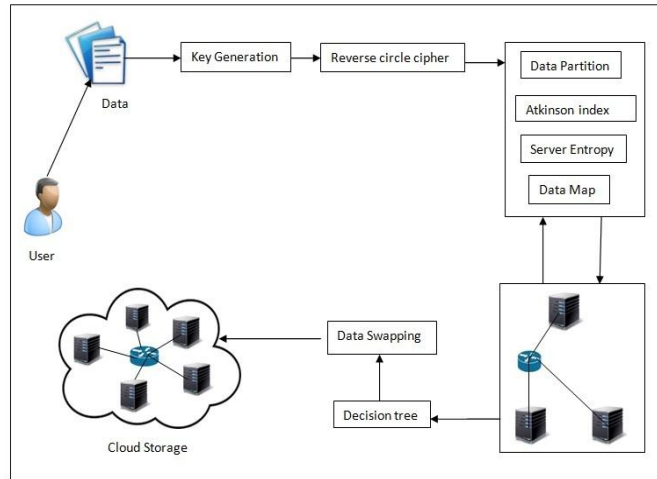 Key Generation
Reverse circle cipher
Data Partition
Data
Atkinson index
Server Entropy
Data Map
User
Data Swapping
Decision tree
Cloud Storage